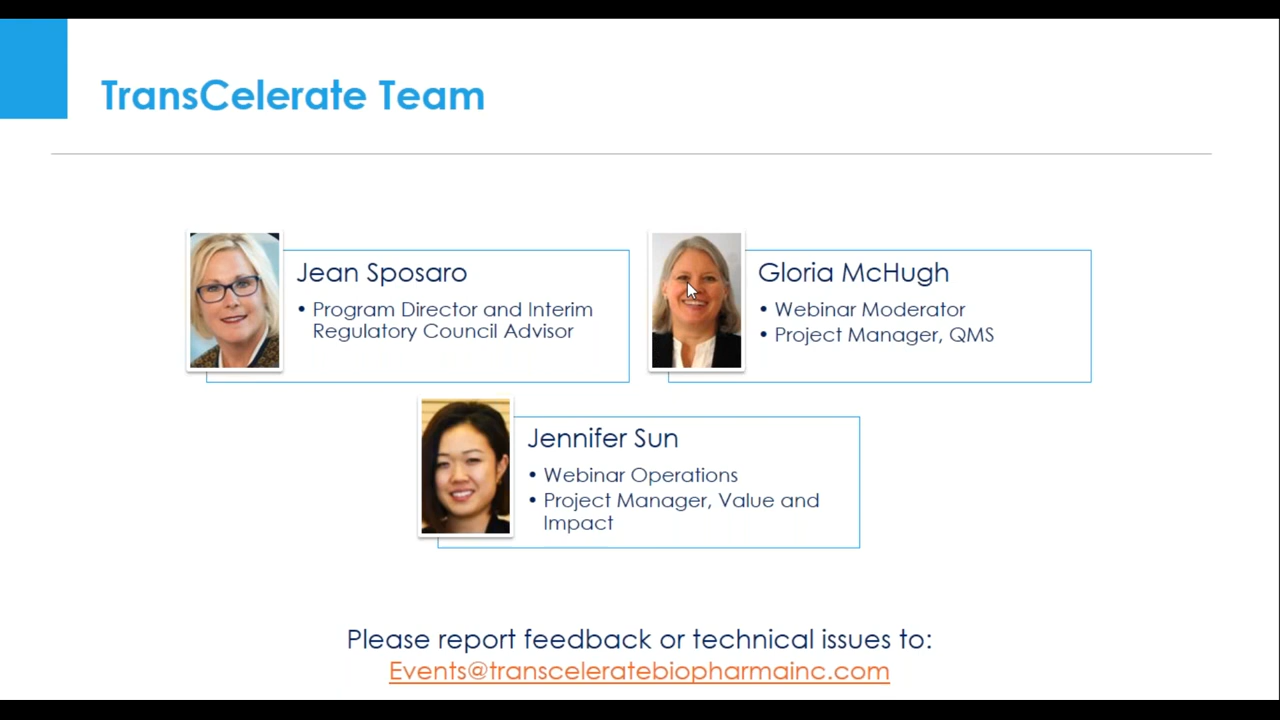 TransCelerate Team
Jean Sposaro
• Program Director and Interim
Regulatory Council Advisor
Gloria McHugh
• Webinar Moderator
• Project Manager, QMS
Jennifer Sun
• Webinar Operations
• Project Manager, Value and
Impact
Please report feedback or technical issues to:
Events@transceleratebiopharmainc.com